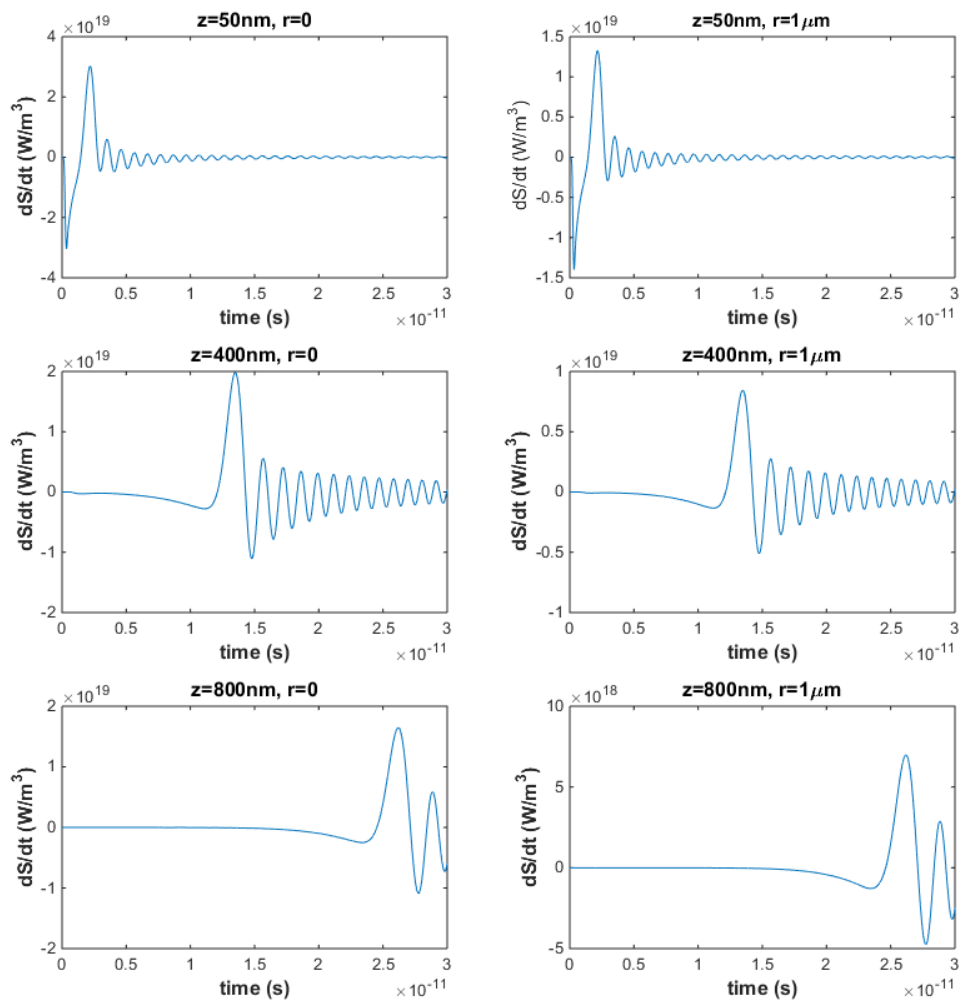 z=50nm, r=0
×10^19
4
2
0
-2
-4
dS/dt (W/m^3)
0 0.5 1 1.5 2 2.5 3
time (s)
×10^-11
z=50nm, r=1μm
×10^19
1.5
1
0.5
0
-0.5
-1
-1.5
dS/dt (W/m^3)
0 0.5 1 1.5 2 2.5 3
time (s)
×10^-11
z=400nm, r=0
×10^19
2
1
0
-1
-2
dS/dt (W/m^3)
0 0.5 1 1.5 2 2.5 3
time (s)
×10^-11
z=400nm, r=1μm
×10^19
1
0.5
0
-0.5
-1
dS/dt (W/m^3)
0 0.5 1 1.5 2 2.5 3
time (s)
×10^-11
z=800nm, r=0
×10^19
2
1
0
-1
-2
dS/dt (W/m^3)
0 0.5 1 1.5 2 2.5 3
time (s)
×10^-11
z=800nm, r=1μm
×10^18
10
5
0
-5
dS/dt (W/m^3)
0 0.5 1 1.5 2 2.5 3
time (s)
×10^-11